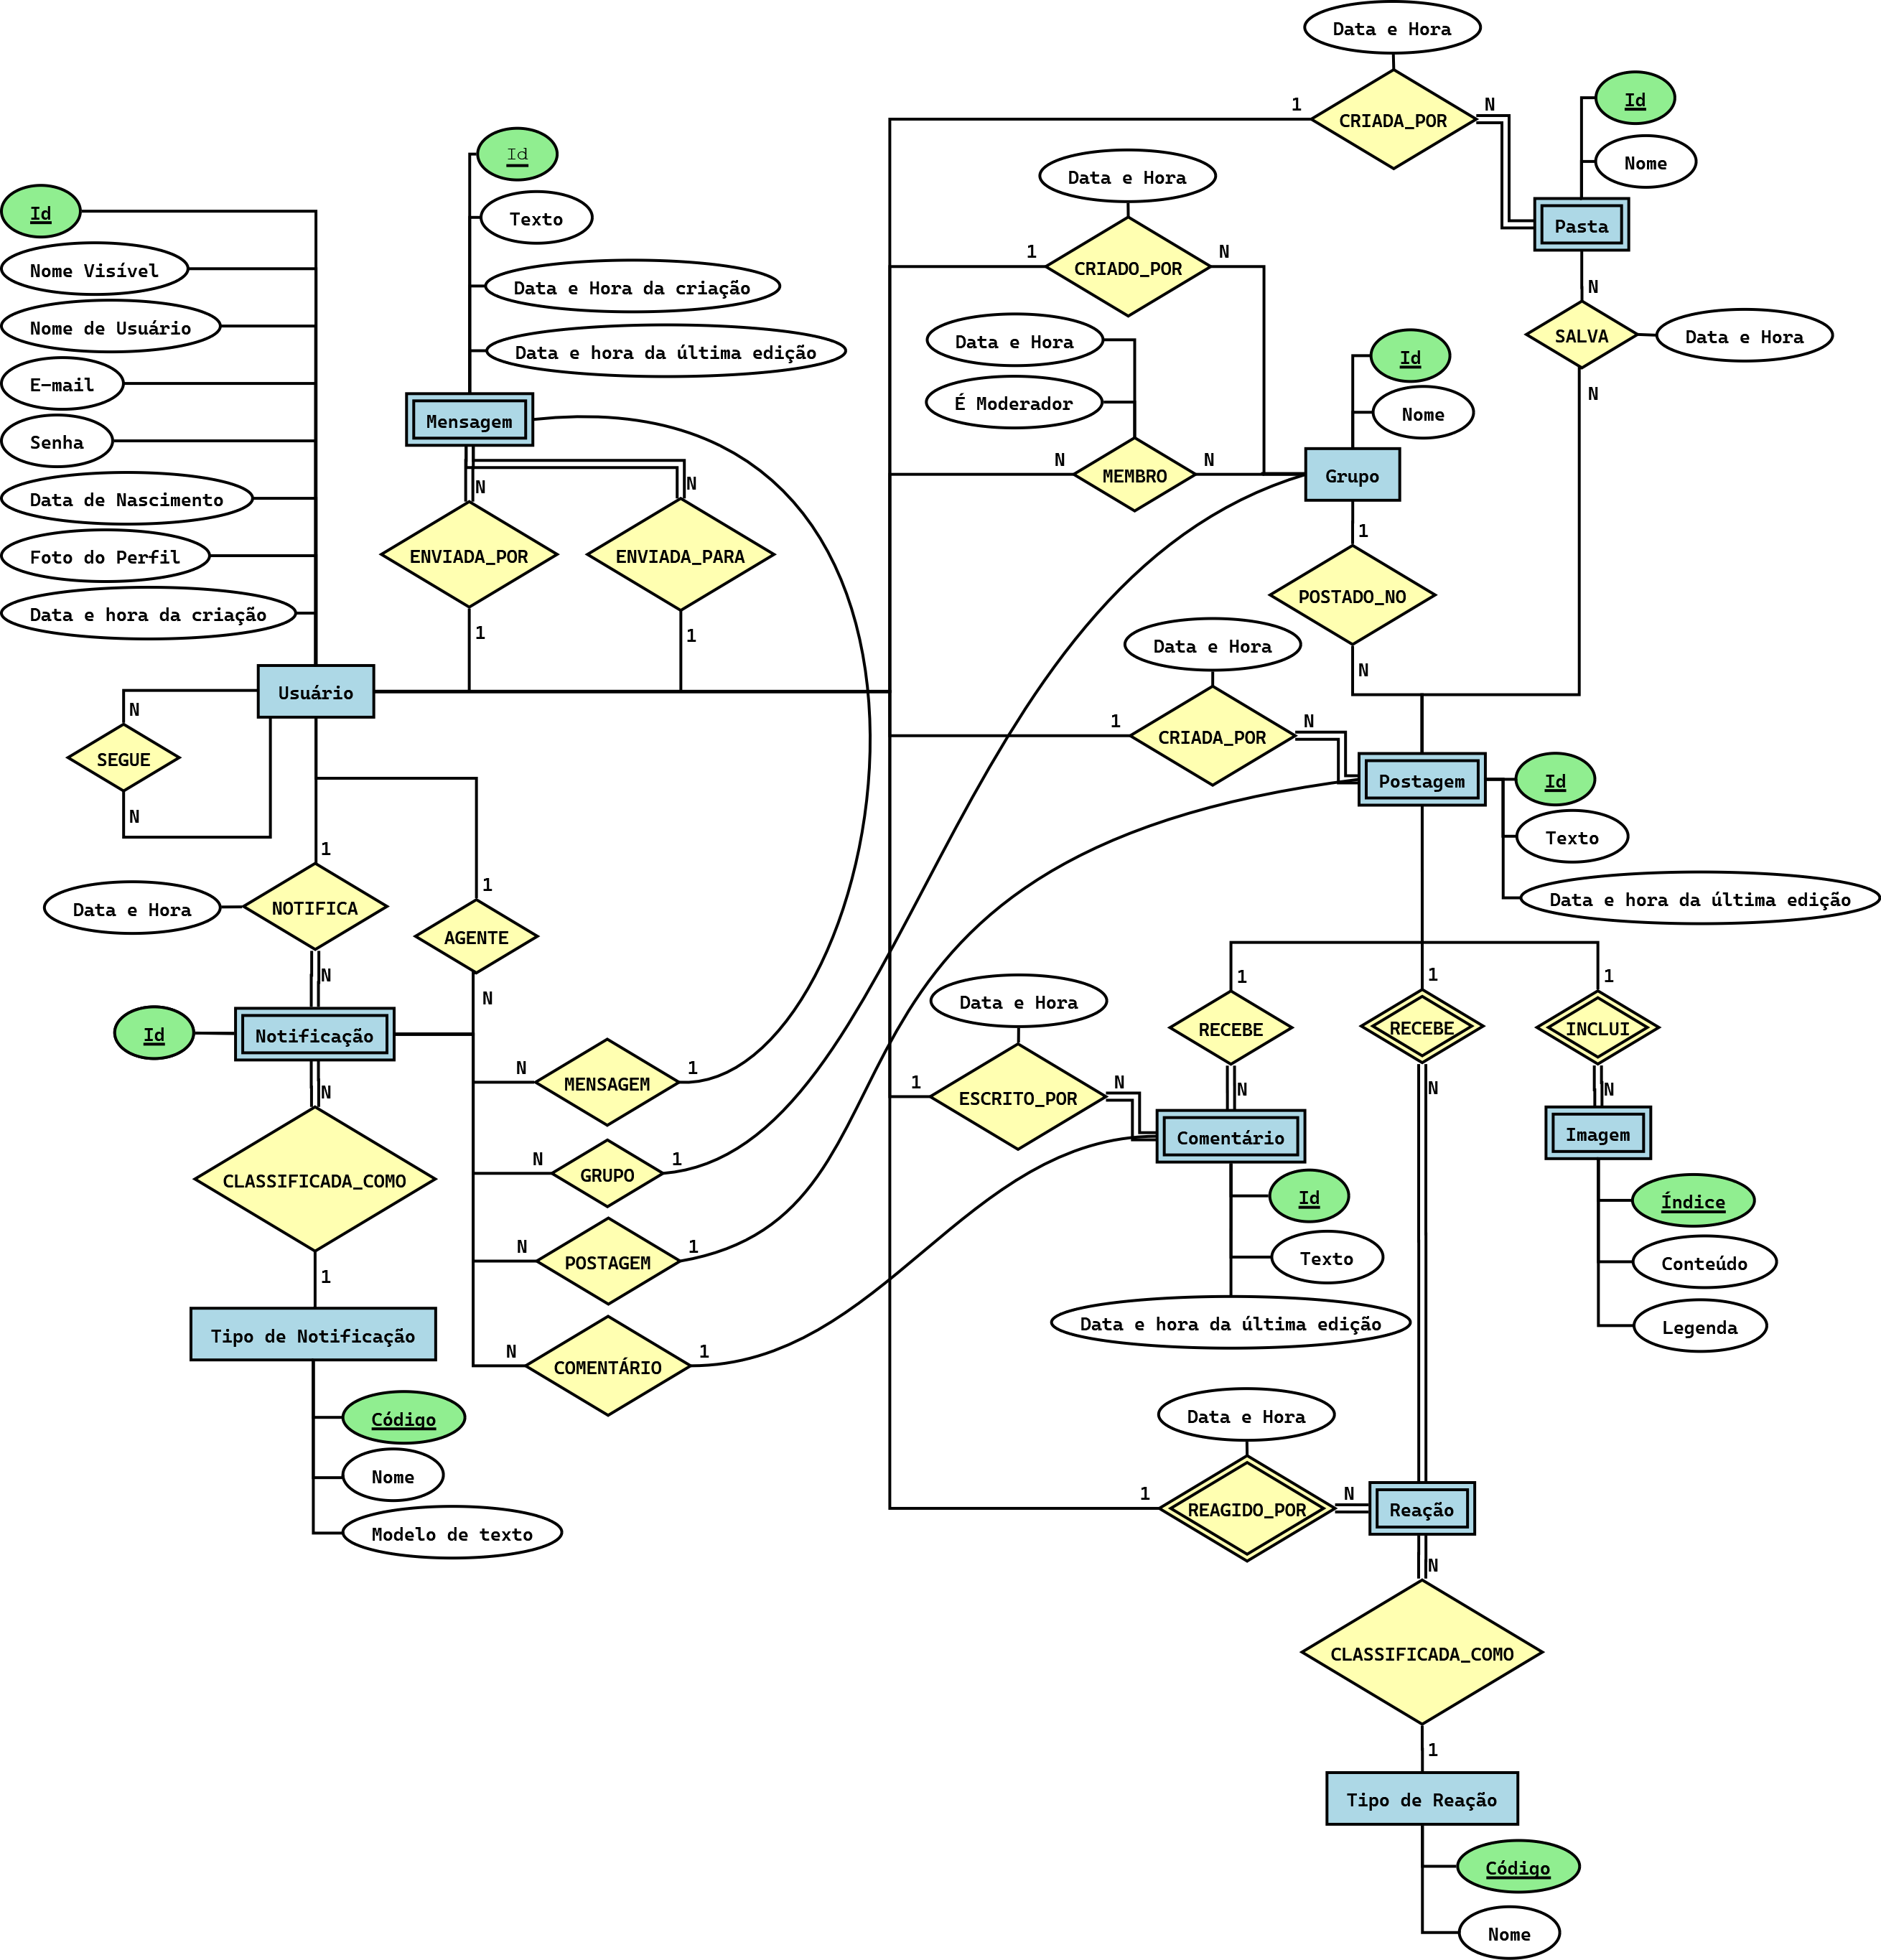 Data e Hora
1
CRIADA_POR
N
Id
Nome
Pasta
N
SALVA
Data e Hora
N
Id
Texto
Data e Hora da criação
Data e hora da última edição
Mensagem
N
N
ENVIADA_POR
ENVIADA_PARA
1
1
Id
Nome Visível
Nome de Usuário
E-mail
Senha
Data de Nascimento
Foto do Perfil
Data e hora da criação
Usuário
N
SEGUE
N
Data e Hora
1
CRIADO_POR
N
Data e Hora
É Moderador
N
MEMBRO
N
Id
Nome
Grupo
1
POSTADO_NO
N
Data e Hora
1
CRIADA_POR
N
Postagem
Id
Texto
Data e hora da última edição
1
Data e Hora
NOTIFICA
N
1
AGENTE
N
Id
Notificação
N
CLASSIFICADA_COMO
1
Tipo de Notificação
Código
Nome
Modelo de texto
N
MENSAGEM
1
N
GRUPO
1
N
POSTAGEM
1
N
COMENTÁRIO
1
1
RECEBE
N
1
RECEBE
N
1
INCLUI
N
Data e Hora
1
ESCRITO_POR
N
Comentário
Id
Texto
Data e hora da última edição
Imagem
Índice
Conteúdo
Legenda
Data e Hora
1
REAGIDO_POR
N
Reação
N
CLASSIFICADA_COMO
1
Tipo de Reação
Código
Nome